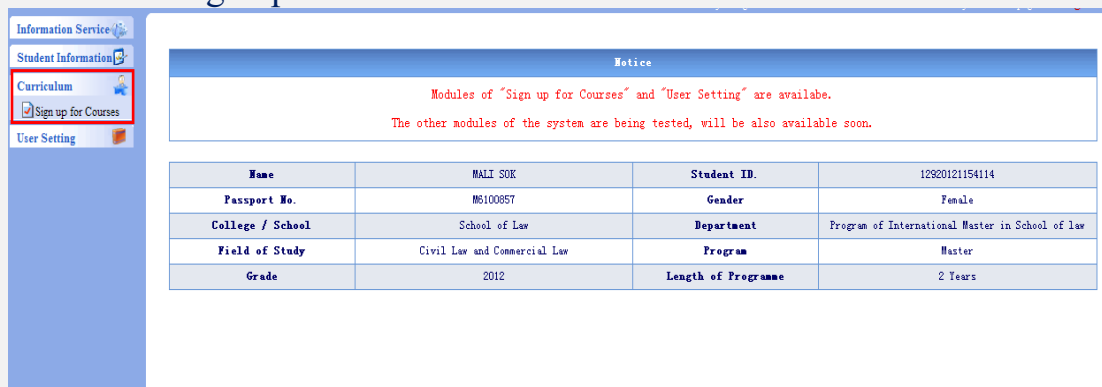 Information Service
Student Information
Notice
Curriculum
Modules of "Sign up for Courses" and "User Setting" are availabe.
Sign up for Courses
The other modules of the system are being tested, will be also available soon.
User Setting
Name MALI SOK Student ID. 12920121154114
Passport No. M6100857 Gender Female
College / School School of Law Department Program of International Master in School of law
Field of Study Civil Law and Commercial Law Program Master
Grade 2012 Length of Programme 2 Years